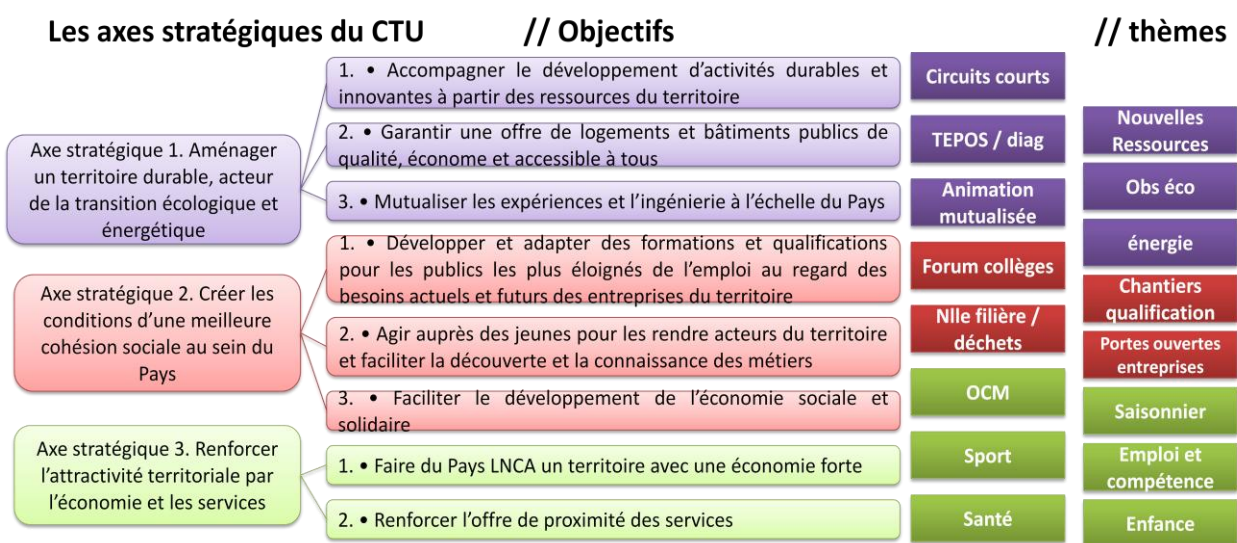 Les axes stratégiques du CTU // Objectifs // thèmes
Axe stratégique 1. Aménager
un territoire durable, acteur
de la transition écologique et
énergétique
1. • Accompagner le développement d'activités durables et
innovantes à partir des ressources du territoire
2. • Garantir une offre de logements et bâtiments publics de
qualité, économe et accessible à tous
3. • Mutualiser les expériences et l'ingénierie à l'échelle du Pays
Axe stratégique 2. Créer les
conditions d'une meilleure
cohésion sociale au sein du
Pays
1. • Développer et adapter des formations et qualifications
pour les publics les plus éloignés de l'emploi au regard des
besoins actuels et futurs des entreprises du territoire
2. • Agir auprès des jeunes pour les rendre acteurs du territoire
et faciliter la découverte et la connaissance des métiers
3. • Faciliter le développement de l'économie sociale et
solidaire
Axe stratégique 3. Renforcer
l'attractivité territoriale par
l'économie et les services
1. • Faire du Pays LNCA un territoire avec une économie forte
2. • Renforcer l'offre de proximité des services
Circuits courts
TEPOS / diag
Animation
mutualisée
Forum collèges
Nlle filière /
déchets
OCM
Sport
Santé
Nouvelles
Ressources
Obs éco
énergie
Chantiers
qualification
Portes ouvertes
entreprises
Saisonnier
Emploi et
compétence
Enfance